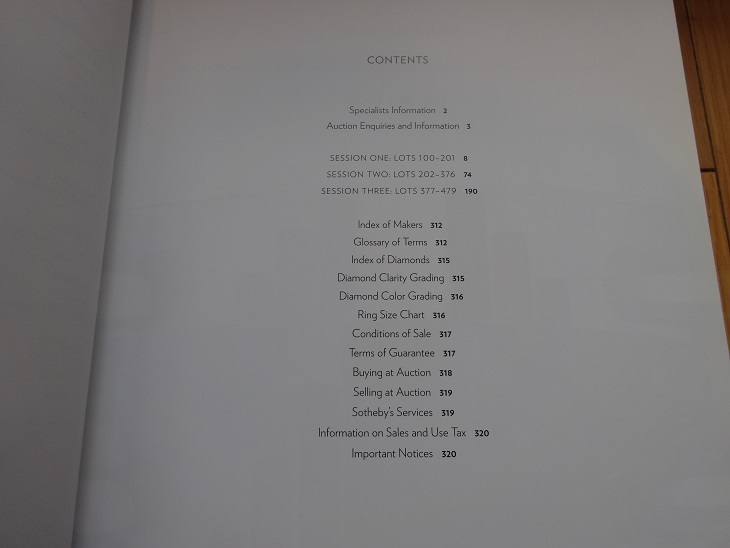 CONTENTS
Specialists Information 2
Auction Enquiries and Information 3
SESSION ONE: LOTS 100–201 8
SESSION TWO: LOTS 202–376 74
SESSION THREE: LOTS 377–479 190
Index of Makers 312
Glossary of Terms 312
Index of Diamonds 315
Diamond Clarity Grading 315
Diamond Color Grading 316
Ring Size Chart 316
Conditions of Sale 317
Terms of Guarantee 317
Buying at Auction 318
Selling at Auction 319
Sotheby's Services 319
Information on Sales and Use Tax 320
Important Notices 320